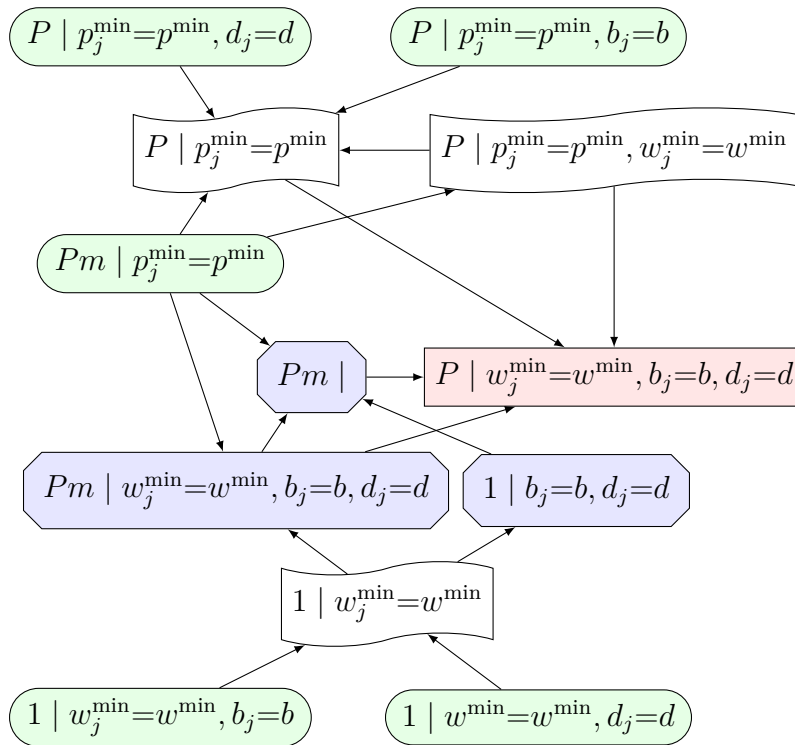 P | p_j^min=p^min, d_j=d
P | p_j^min=p^min, b_j=b
P | p_j^min=p^min
P | p_j^min=p^min, w_j^min=w^min
Pm | p_j^min=p^min
Pm |
P | w_j^min=w^min, b_j=b, d_j=d
Pm | w_j^min=w^min, b_j=b, d_j=d
1 | b_j=b, d_j=d
1 | w_j^min=w^min
1 | w_j^min=w^min, b_j=b
1 | w^min=w^min, d_j=d